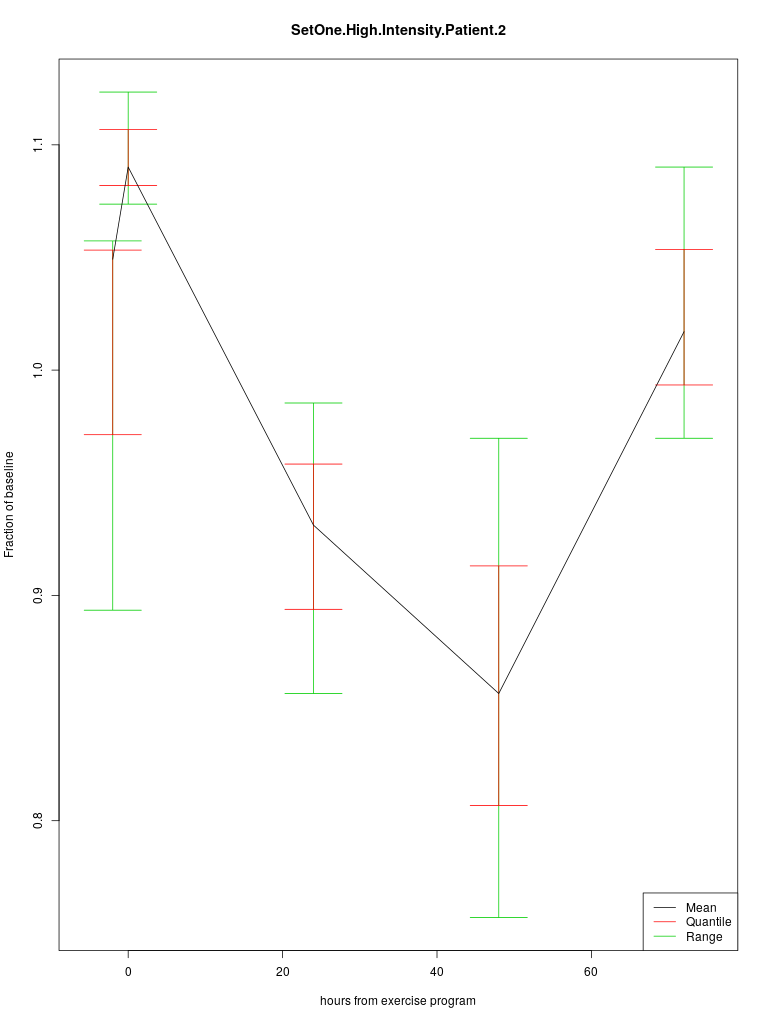 SetOne.High.Intensity.Patient.2
1.1
1.0
0.9
0.8
Fraction of baseline
0 20 40 60
hours from exercise program
Mean
Quantile
Range